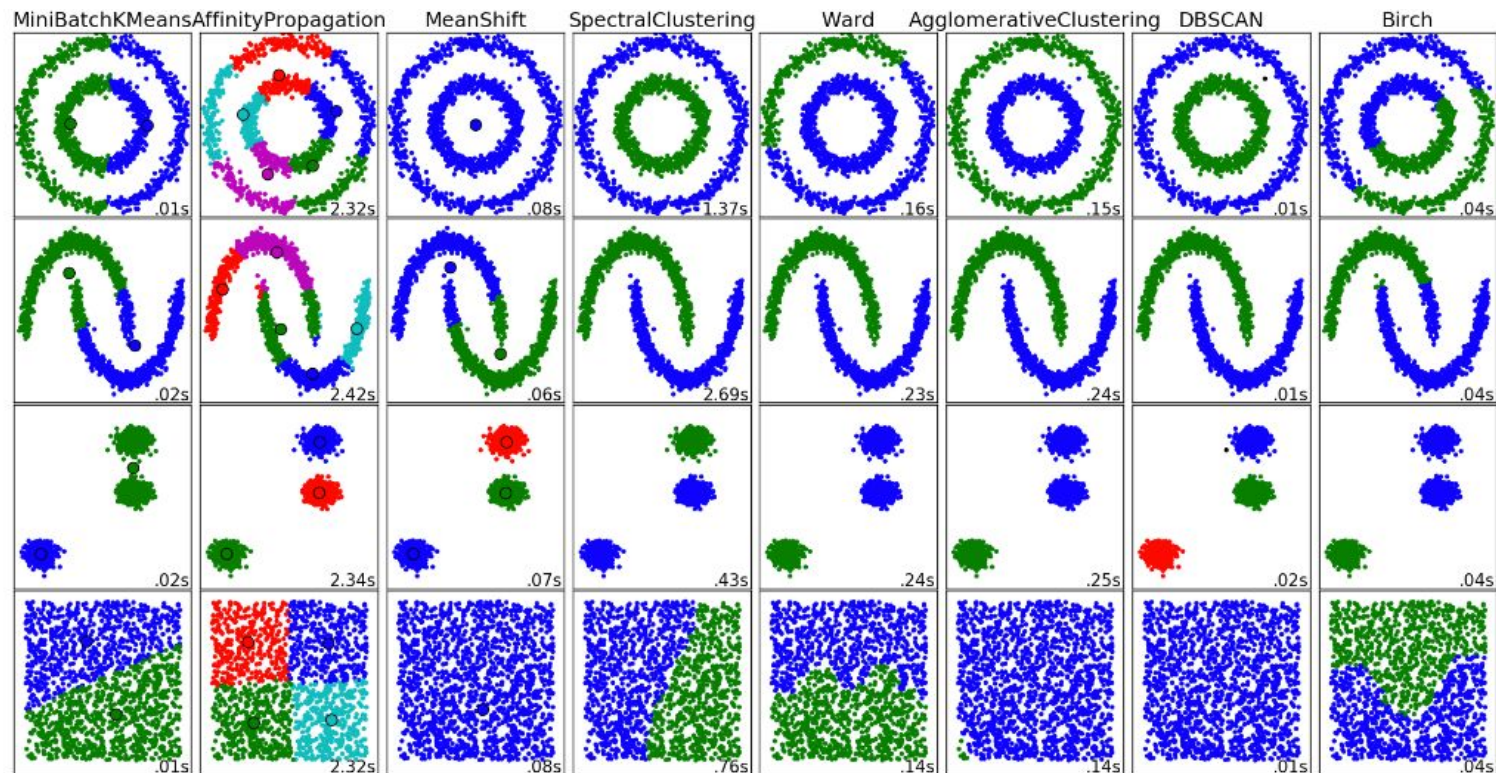 MiniBatchKMeans AffinityPropagation MeanShift SpectralClustering Ward AgglomerativeClustering DBSCAN Birch
.01s 2.32s .08s 1.37s .16s .15s .01s .04s
.02s 2.42s .06s 2.69s .23s .24s .01s .04s
.02s 2.34s .07s .43s .24s .25s .02s .04s
.01s 2.32s .08s .76s .14s .14s .01s .04s